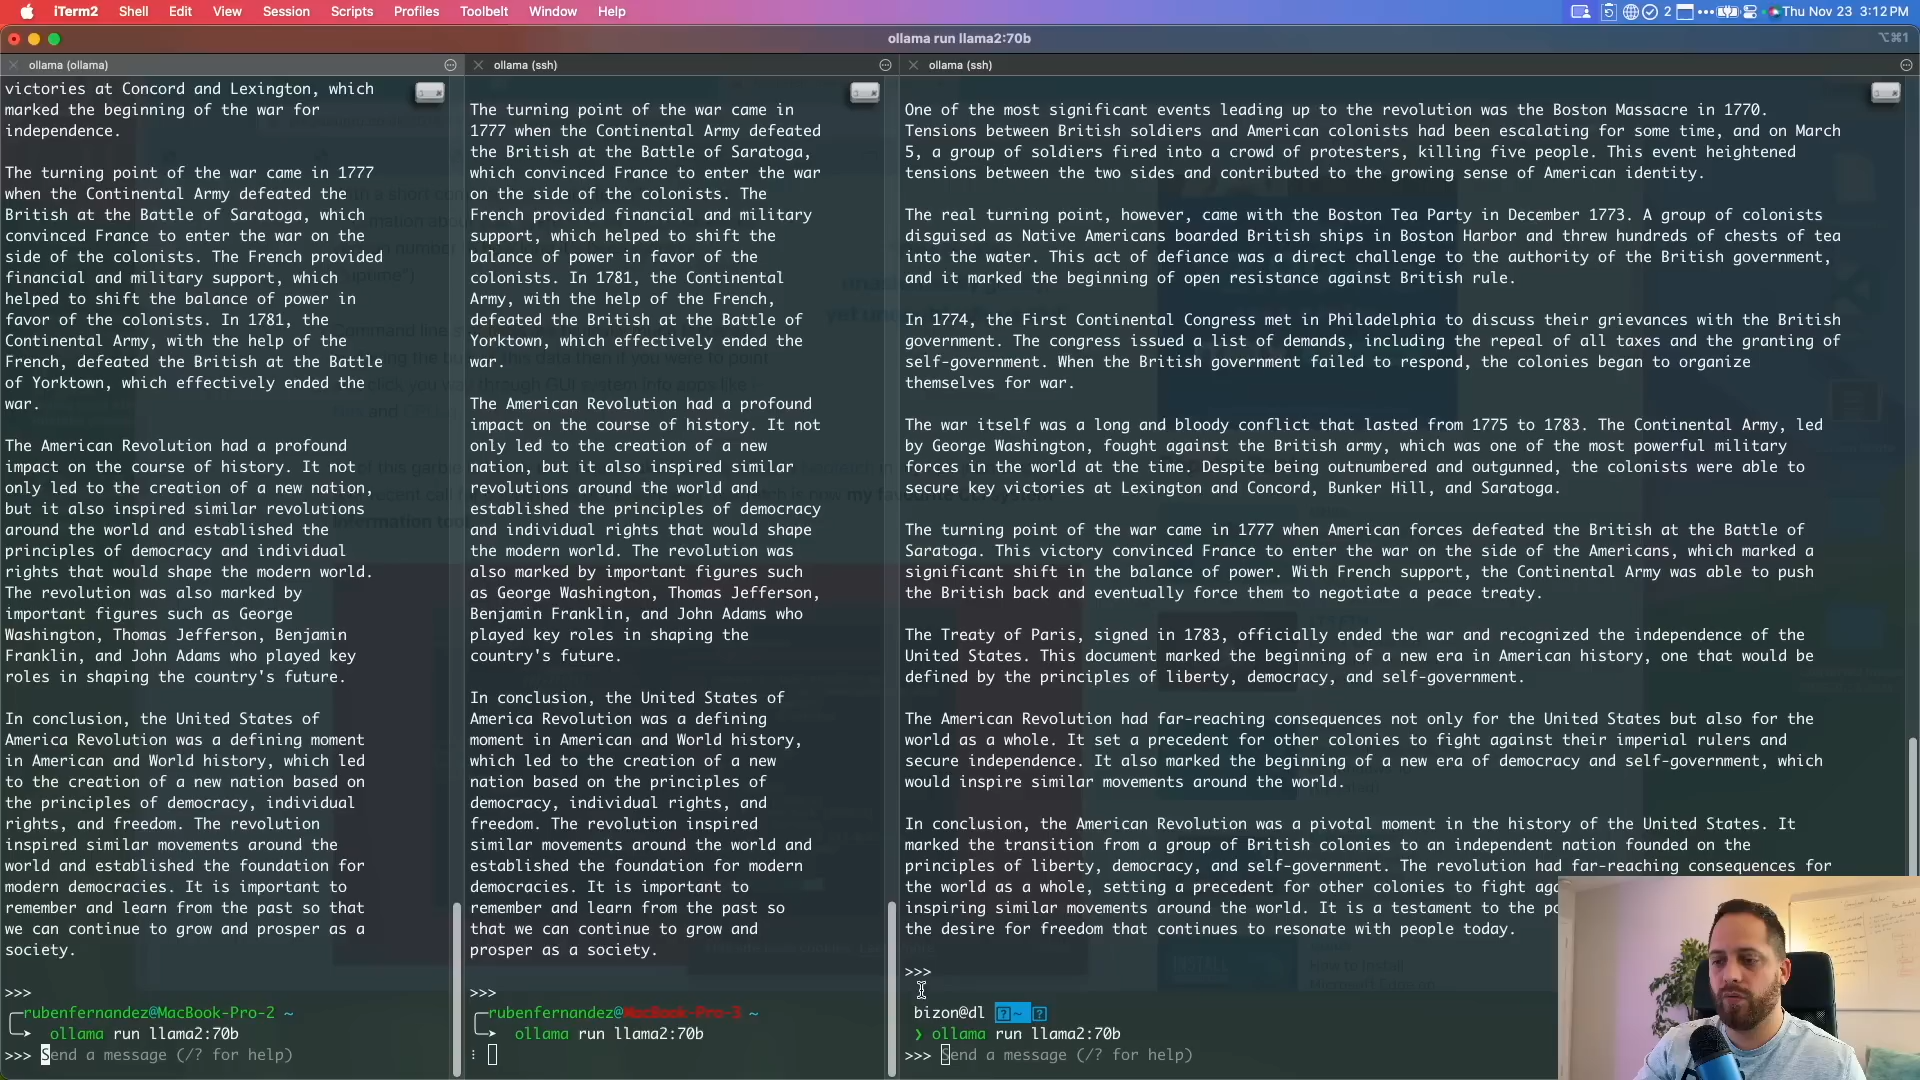 iTerm2 Shell Edit View Session Scripts Profiles Toolbelt Window Help
2
Thu Nov 23 3:12 PM
ollama run llama2:70b
⌥⌘1
ollama (ollama)
victories at Concord and Lexington, which
marked the beginning of the war for
independence.
The turning point of the war came in 1777
when the Continental Army defeated the
British at the Battle of Saratoga, which
convinced France to enter the war on the
side of the colonists. The French provided
financial and military support, which
helped to shift the balance of power in
favor of the colonists. In 1781, the
Continental Army, with the help of the
French, defeated the British at the Battle
of Yorktown, which effectively ended the
war.
The American Revolution had a profound
impact on the course of history. It not
only led to the creation of a new nation,
but it also inspired similar revolutions
around the world and established the
principles of democracy and individual
rights that would shape the modern world.
The revolution was also marked by
important figures such as George
Washington, Thomas Jefferson, Benjamin
Franklin, and John Adams who played key
roles in shaping the country's future.
In conclusion, the United States of
America Revolution was a defining moment
in American and World history, which led
to the creation of a new nation based on
the principles of democracy, individual
rights, and freedom. The revolution
inspired similar movements around the
world and established the foundation for
modern democracies. It is important to
remember and learn from the past so that
we can continue to grow and prosper as a
society.
>>>
rubenfernandez@MacBook-Pro-2 ~
ollama run llama2:70b
>>> Send a message (/? for help)
ollama (ssh)
The turning point of the war came in
1777 when the Continental Army defeated
the British at the Battle of Saratoga,
which convinced France to enter the war
on the side of the colonists. The
French provided financial and military
support, which helped to shift the
balance of power in favor of the
colonists. In 1781, the Continental
Army, with the help of the French,
defeated the British at the Battle of
Yorktown, which effectively ended the
war.
The American Revolution had a profound
impact on the course of history. It not
only led to the creation of a new
nation, but it also inspired similar
revolutions around the world and
established the principles of democracy
and individual rights that would shape
the modern world. The revolution was
also marked by important figures such
as George Washington, Thomas Jefferson,
Benjamin Franklin, and John Adams who
played key roles in shaping the
country's future.
In conclusion, the United States of
America Revolution was a defining
moment in American and World history,
which led to the creation of a new
nation based on the principles of
democracy, individual rights, and
freedom. The revolution inspired
similar movements around the world and
established the foundation for modern
democracies. It is important to
remember and learn from the past so
that we can continue to grow and
prosper as a society.
>>>
rubenfernandez@MacBook-Pro-3 ~
ollama run llama2:70b
:
ollama (ssh)
One of the most significant events leading up to the revolution was the Boston Massacre in 1770.
Tensions between British soldiers and American colonists had been escalating for some time, and on March
5, a group of soldiers fired into a crowd of protesters, killing five people. This event heightened
tensions between the two sides and contributed to the growing sense of American identity.
The real turning point, however, came with the Boston Tea Party in December 1773. A group of colonists
disguised as Native Americans boarded British ships in Boston Harbor and threw hundreds of chests of tea
into the water. This act of defiance was a direct challenge to the authority of the British government,
and it marked the beginning of open resistance against British rule.
In 1774, the First Continental Congress met in Philadelphia to discuss their grievances with the British
government. The congress issued a list of demands, including the repeal of all taxes and the granting of
self-government. When the British government failed to respond, the colonies began to organize
themselves for war.
The war itself was a long and bloody conflict that lasted from 1775 to 1783. The Continental Army, led
by George Washington, fought against the British army, which was one of the most powerful military
forces in the world at the time. Despite being outnumbered and outgunned, the colonists were able to
secure key victories at Lexington and Concord, Bunker Hill, and Saratoga.
The turning point of the war came in 1777 when American forces defeated the British at the Battle of
Saratoga. This victory convinced France to enter the war on the side of the Americans, which marked a
significant shift in the balance of power. With French support, the Continental Army was able to push
the British back and eventually force them to negotiate a peace treaty.
The Treaty of Paris, signed in 1783, officially ended the war and recognized the independence of the
United States. This document marked the beginning of a new era in American history, one that would be
defined by the principles of liberty, democracy, and self-government.
The American Revolution had far-reaching consequences not only for the United States but also for the
world as a whole. It set a precedent for other colonies to fight against their imperial rulers and
secure independence. It also marked the beginning of a new era of democracy and self-government, which
would inspire similar movements around the world.
In conclusion, the American Revolution was a pivotal moment in the history of the United States. It
marked the transition from a group of British colonies to an independent nation founded on the
principles of liberty, democracy, and self-government. The revolution had far-reaching consequences for
the world as a whole, setting a precedent for other colonies to fight
inspiring similar movements around the world. It is a testament to the
the desire for freedom that continues to resonate with people today.
>>>
bizon@dl ~
❯ ollama run llama2:70b
>>> Send a message (/? for help)